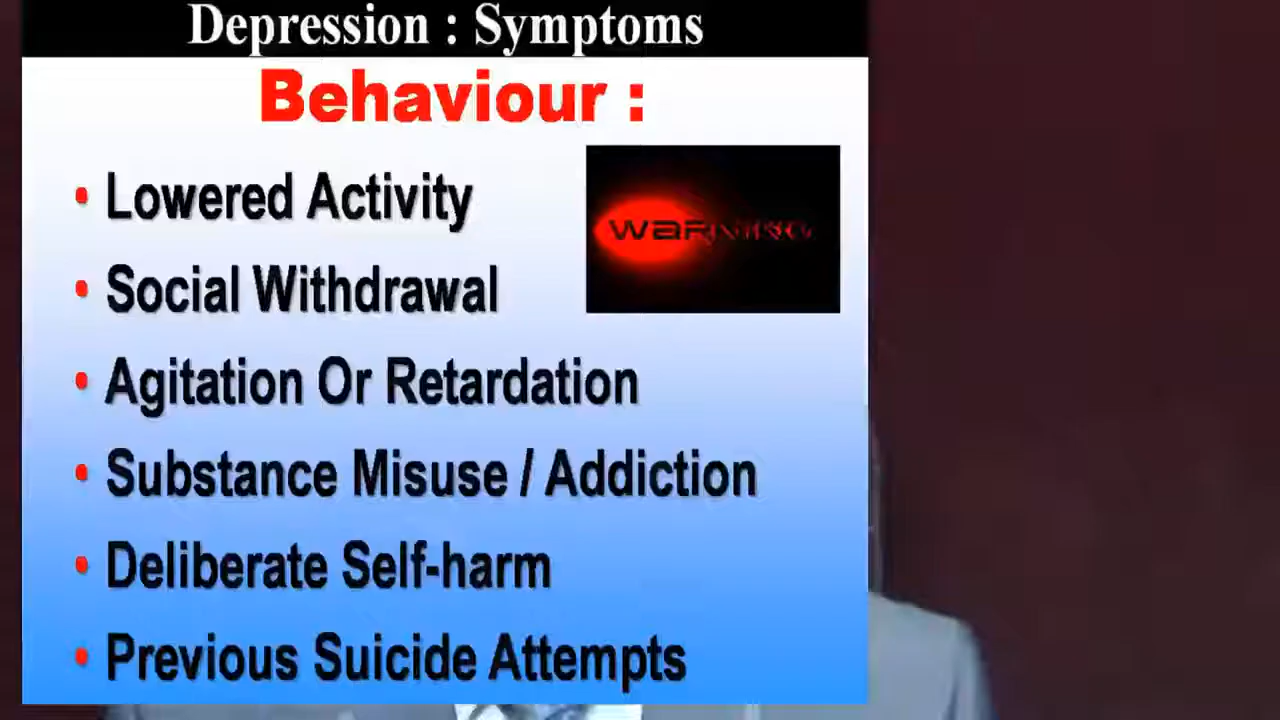 Depression : Symptoms
Behaviour :
• Lowered Activity
WARNING
• Social Withdrawal
• Agitation Or Retardation
• Substance Misuse / Addiction
• Deliberate Self-harm
• Previous Suicide Attempts